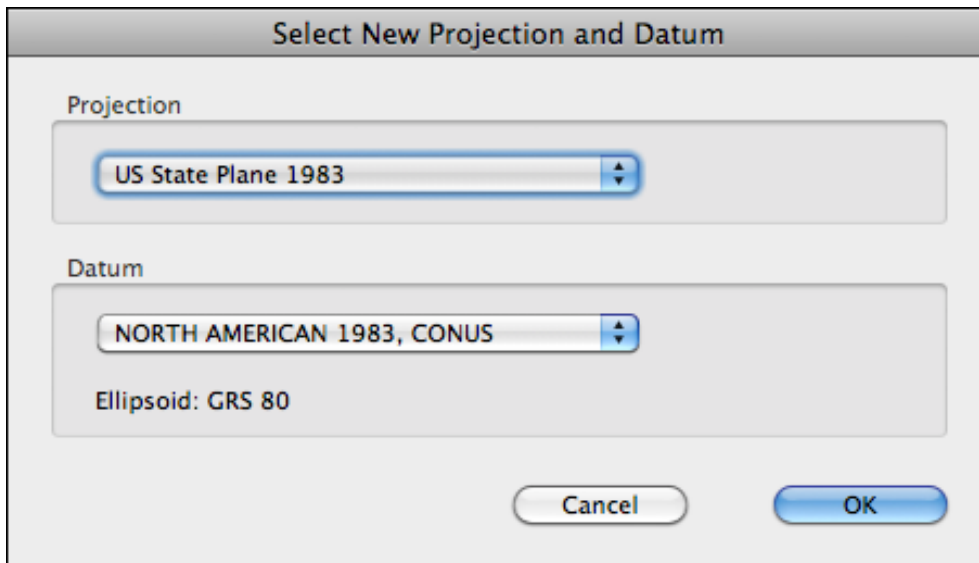 Select New Projection and Datum
Projection
US State Plane 1983
Datum
NORTH AMERICAN 1983, CONUS
Ellipsoid: GRS 80
Cancel OK